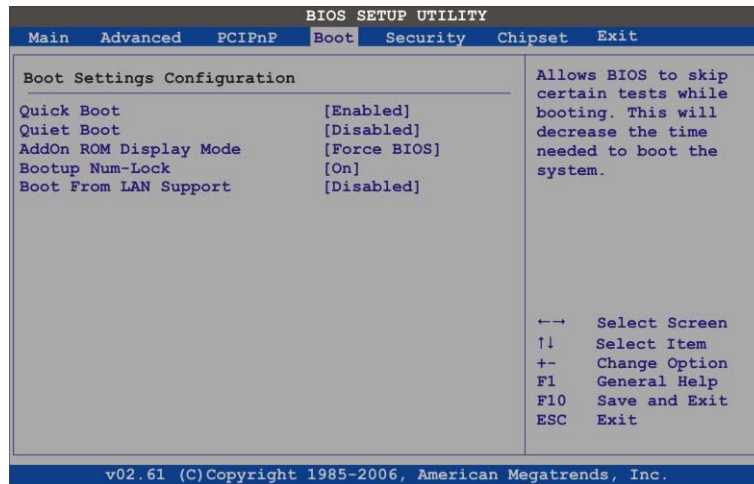 BIOS SETUP UTILITY
Main Advanced PCIPnP Boot Security Chipset Exit
Boot Settings Configuration
Quick Boot [Enabled]
Quiet Boot [Disabled]
AddOn ROM Display Mode [Force BIOS]
Bootup Num-Lock [On]
Boot From LAN Support [Disabled]
Allows BIOS to skip
certain tests while
booting. This will
decrease the time
needed to boot the
system.
←→ Select Screen
↑↓ Select Item
+- Change Option
F1 General Help
F10 Save and Exit
ESC Exit
v02.61 (C)Copyright 1985-2006, American Megatrends, Inc.